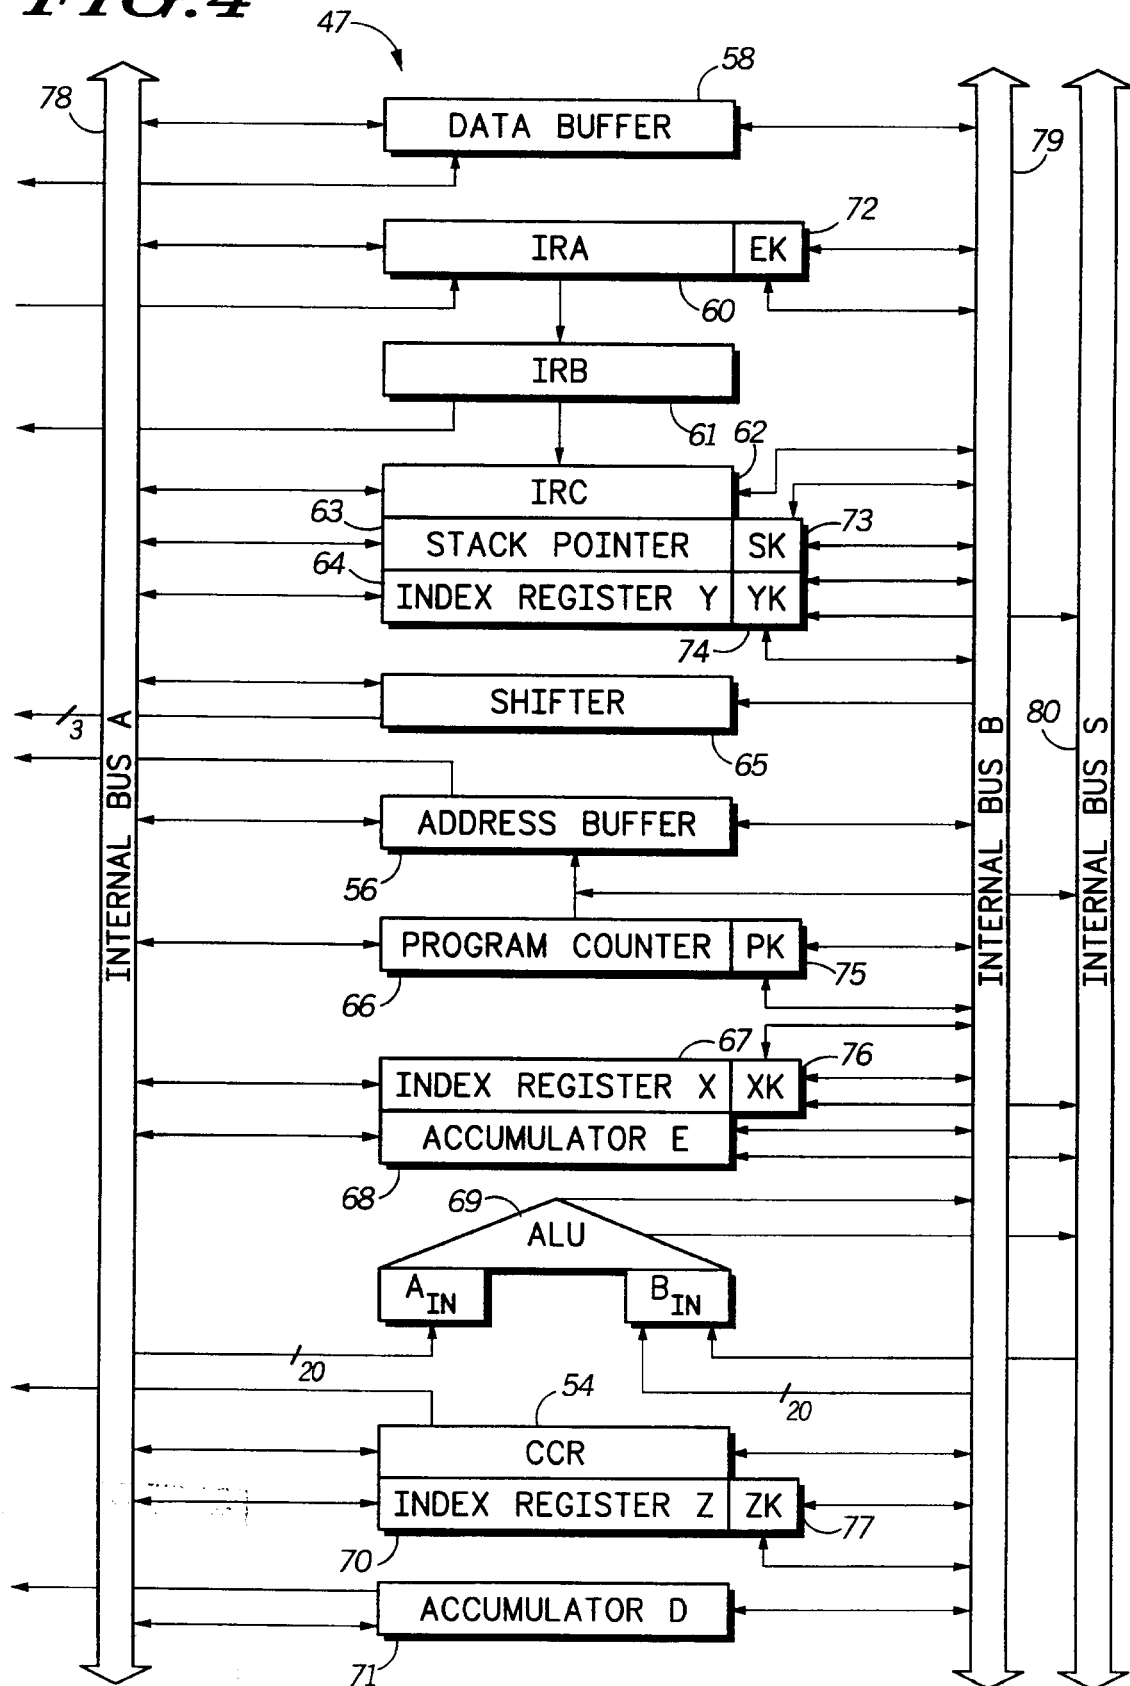 FIG.4
47
58
78
DATA BUFFER
79
72
IRA EK
60
IRB
61
62
IRC
63
73
STACK POINTER SK
64
INDEX REGISTER Y YK
74
SHIFTER
3
65
80
INTERNAL BUS A
INTERNAL BUS B
INTERNAL BUS S
ADDRESS BUFFER
56
PROGRAM COUNTER PK
66
75
67
76
INDEX REGISTER X XK
ACCUMULATOR E
68
69
ALU
A IN
B IN
20
20
54
CCR
INDEX REGISTER Z ZK
70
77
ACCUMULATOR D
71